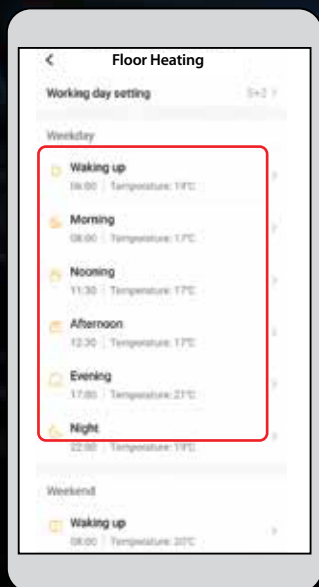 Floor Heating
Working day setting 5+2
Weekday
Waking up
06:00 Temperature: 19°C
Morning
08:00 Temperature: 17°C
Nooning
11:30 Temperature: 17°C
Afternoon
12:30 Temperature: 17°C
Evening
17:00 Temperature: 21°C
Night
22:00 Temperature: 19°C
Weekend
Waking up
08:00 Temperature: 20°C